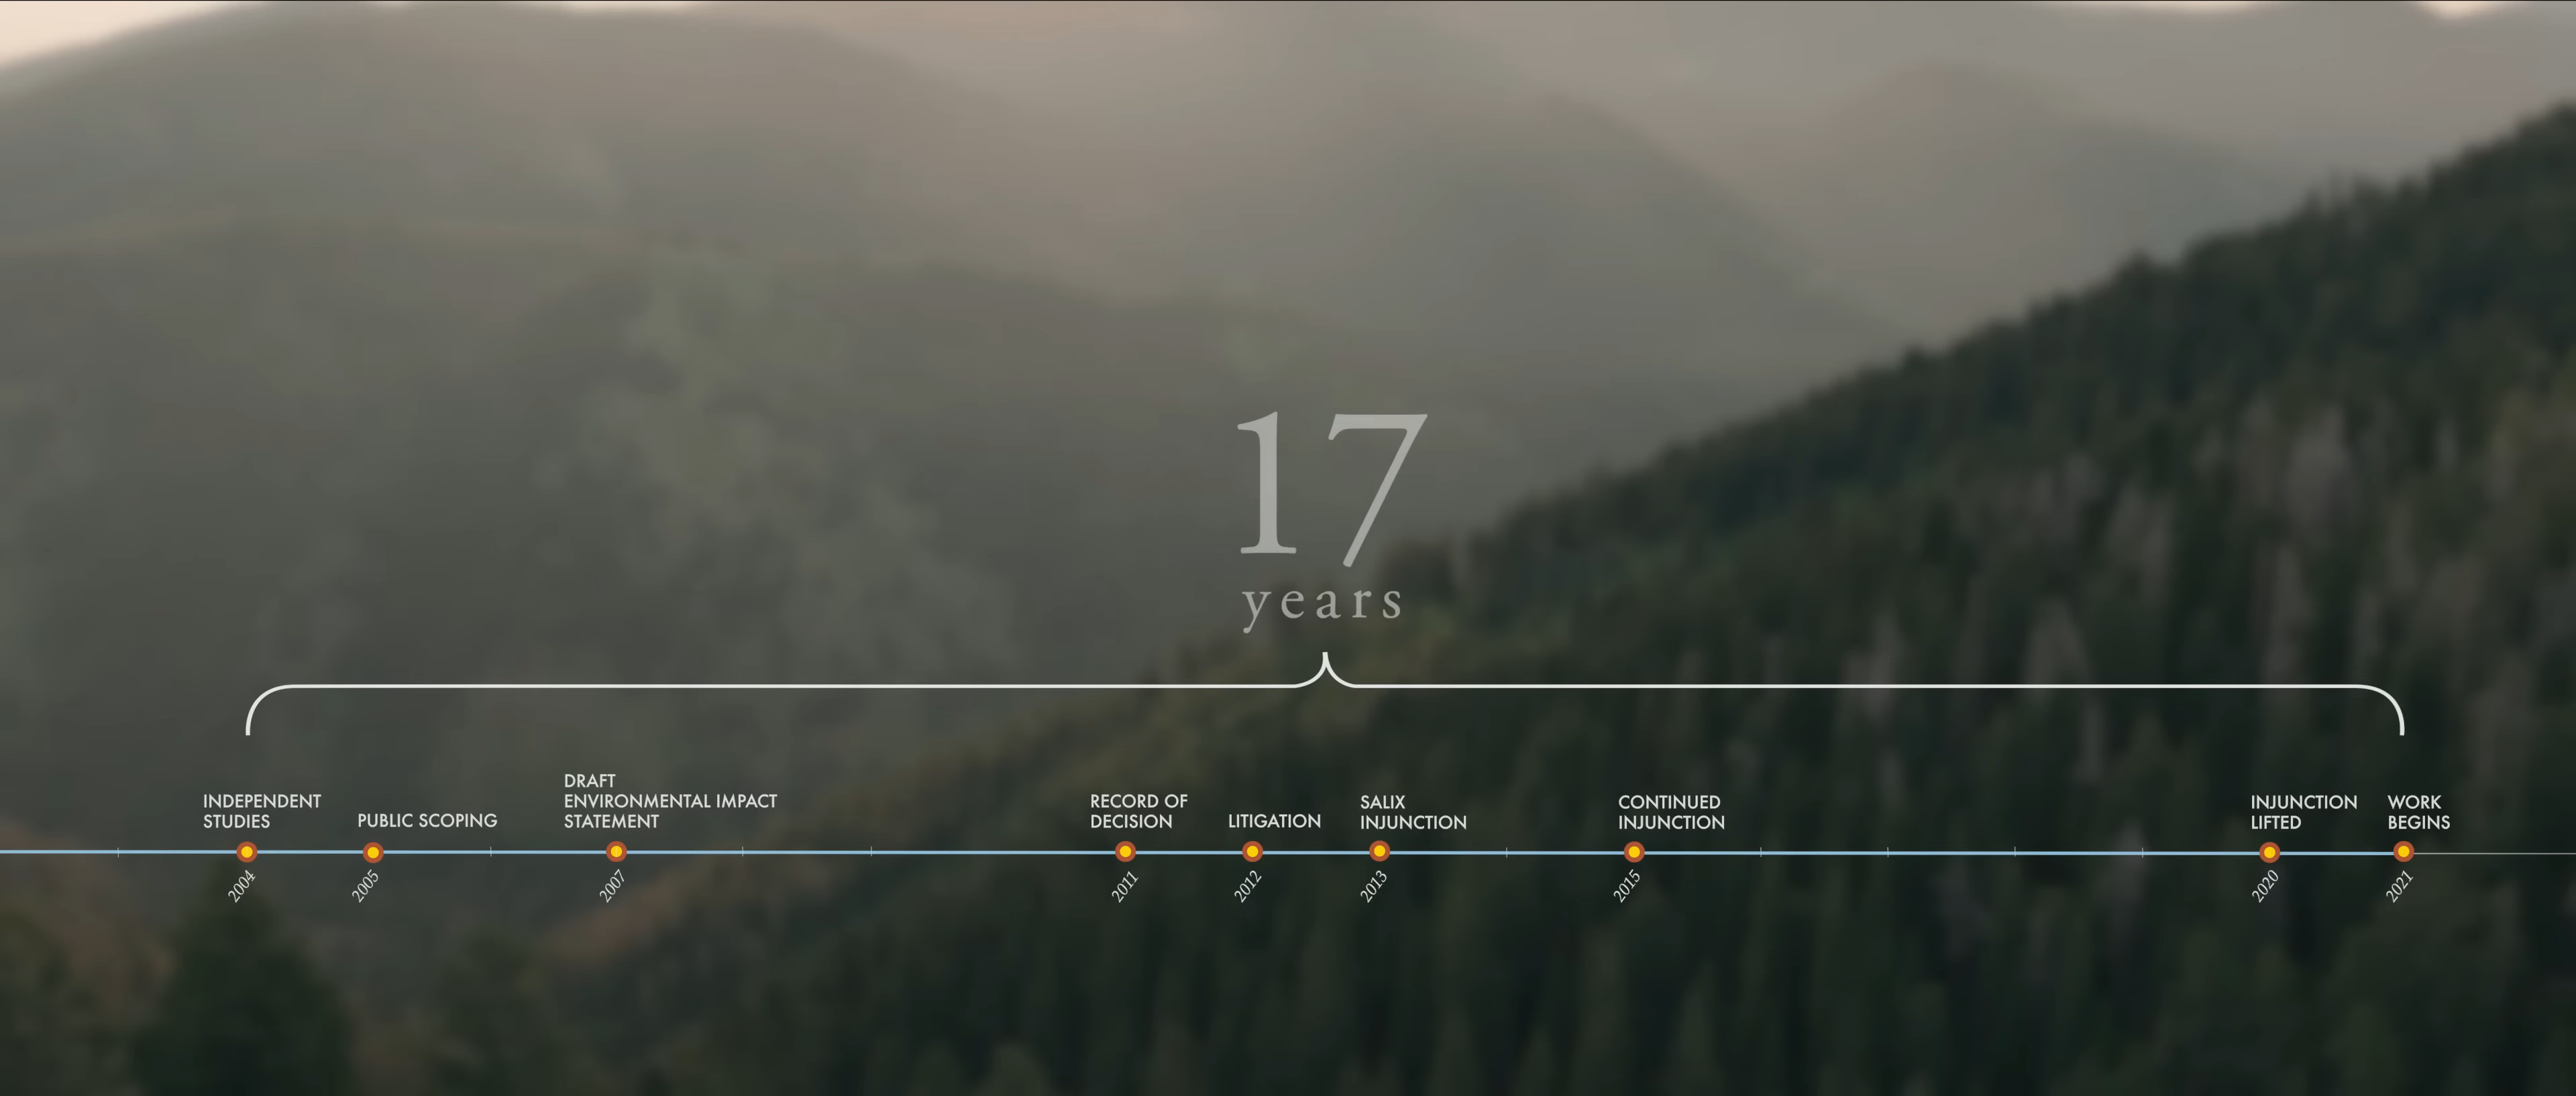 17
years
DRAFT
INDEPENDENT
STUDIES
PUBLIC SCOPING
ENVIRONMENTAL IMPACT
STATEMENT
RECORD OF
DECISION
LITIGATION
SALIX
INJUNCTION
CONTINUED
INJUNCTION
INJUNCTION
LIFTED
WORK
BEGINS
2004
2005
2007
2011
2012
2013
2015
2020
2021